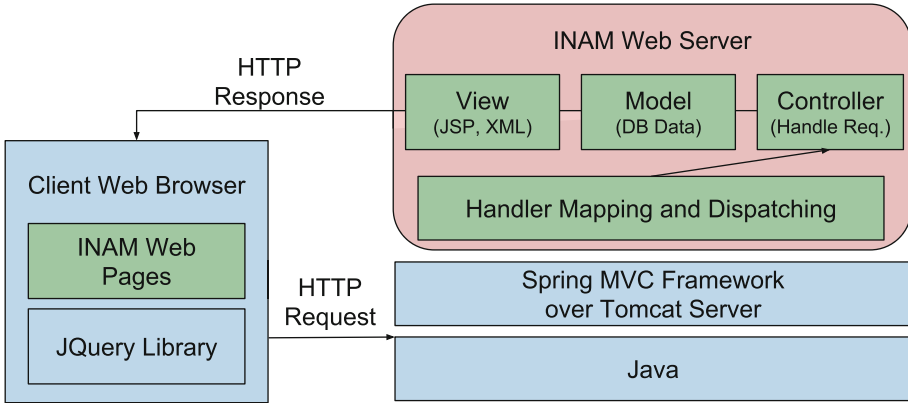 INAM Web Server
HTTP
Response
View
(JSP, XML)
Model
(DB Data)
Controller
(Handle Req.)
Handler Mapping and Dispatching
Client Web Browser
INAM Web
Pages
JQuery Library
HTTP
Request
Spring MVC Framework
over Tomcat Server
Java